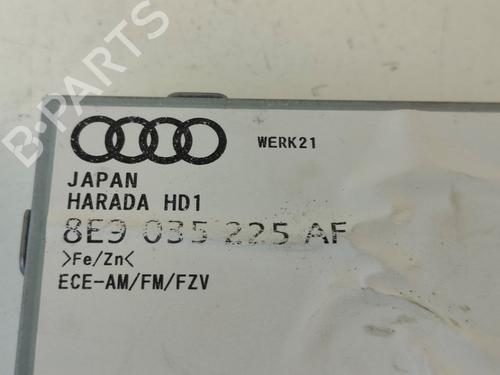 B-PARTS
WERK21
JAPAN
HARADA HD1
8E9 035 225 AF
>Fe/Zn<
ECE-AM/FM/FZV